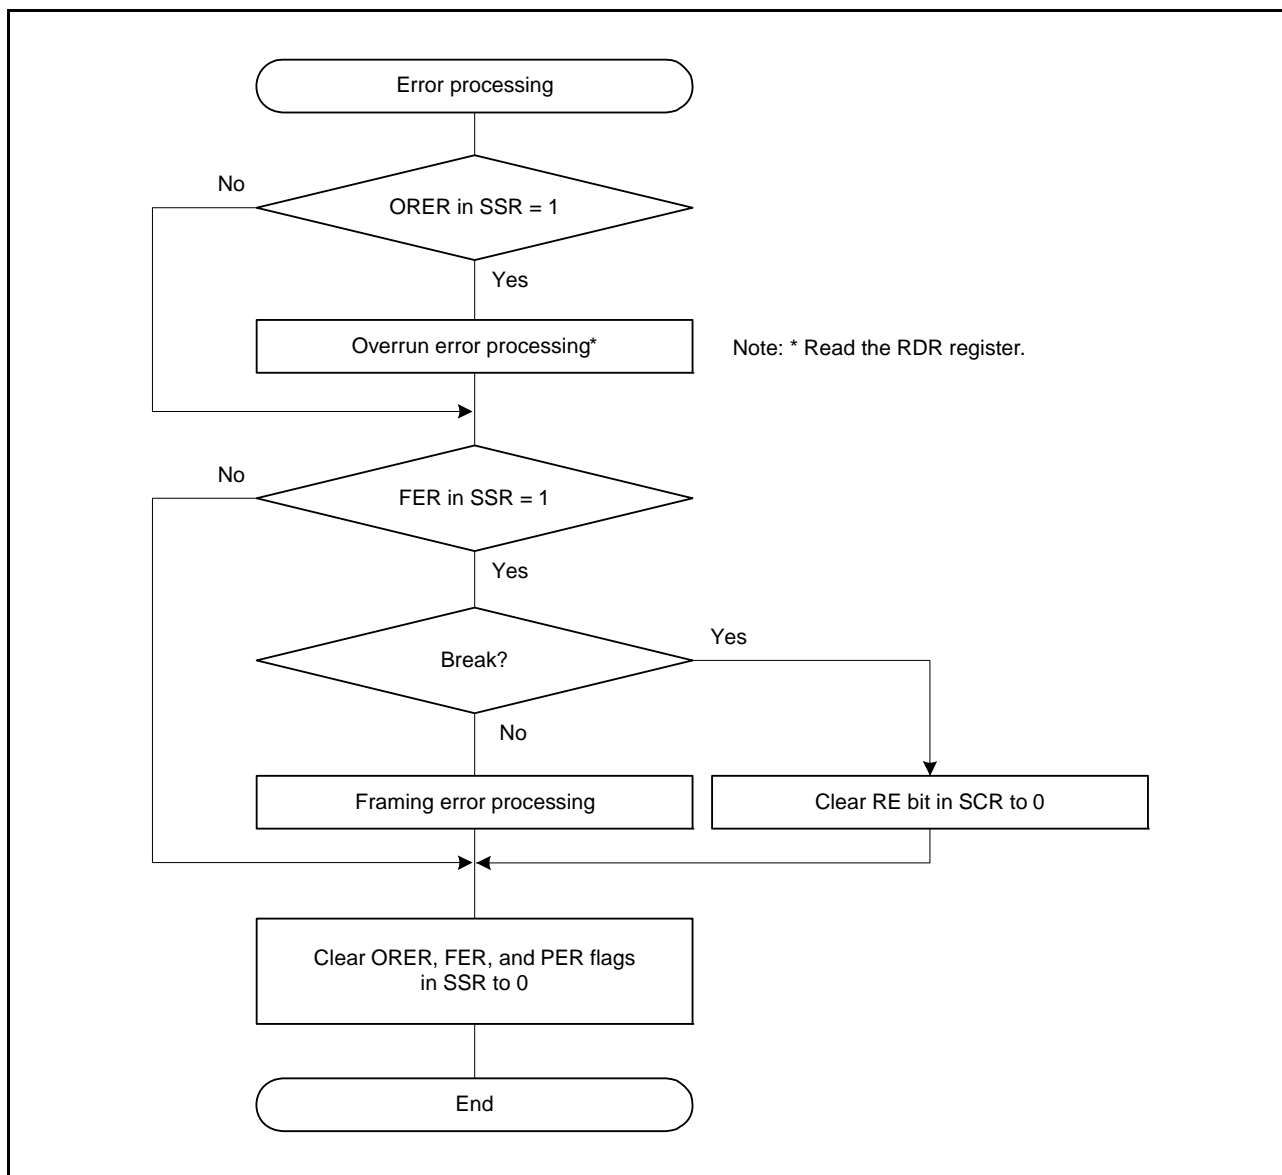 Error processing
No
ORER in SSR = 1
Yes
Overrun error processing*
Note: * Read the RDR register.
No
FER in SSR = 1
Yes
Yes
Break?
No
Framing error processing
Clear RE bit in SCR to 0
Clear ORER, FER, and PER flags
in SSR to 0
End